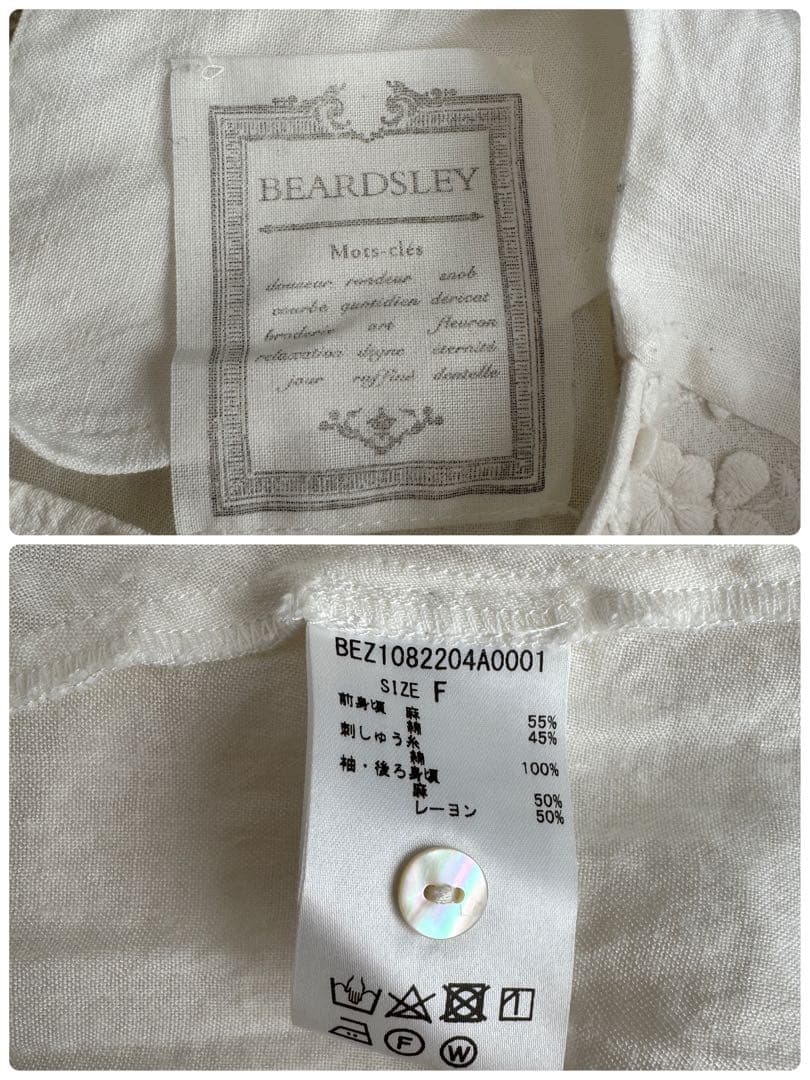 BEARDSLEY
Mots-clés
douceur rondeur snob
courbe quotidien déricat
broderie art fleuron
relaxation digne éternité
jour raffiné dentelle
BEZ1082204A0001
SIZE F
前身頃 麻 55%
綿 45%
刺しゅう糸
綿 100%
袖・後ろ身頃
麻 50%
レーヨン 50%
F W